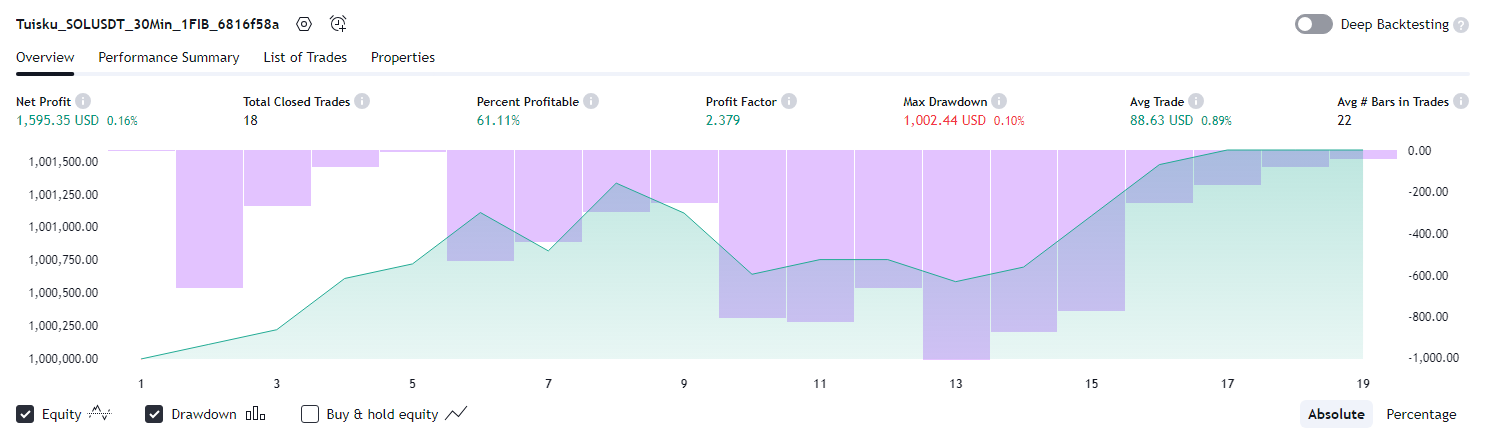 Tuisku_SOLUSDT_30Min_1FIB_6816f58a Deep Backtesting ?
Overview Performance Summary List of Trades Properties
Net Profit i Total Closed Trades i Percent Profitable i Profit Factor i Max Drawdown i Avg Trade i Avg # Bars in Trades i
1,595.35 USD 0.16% 18 61.11% 2.379 1,002.44 USD 0.10% 88.63 USD 0.89% 22
1,001,500.00 0.00
1,001,250.00 -200.00
1,001,000.00 -400.00
1,000,750.00 -600.00
1,000,500.00 -800.00
1,000,250.00 -1,000.00
1,000,000.00
1 3 5 7 9 11 13 15 17 19
Equity Drawdown Buy & hold equity Absolute Percentage